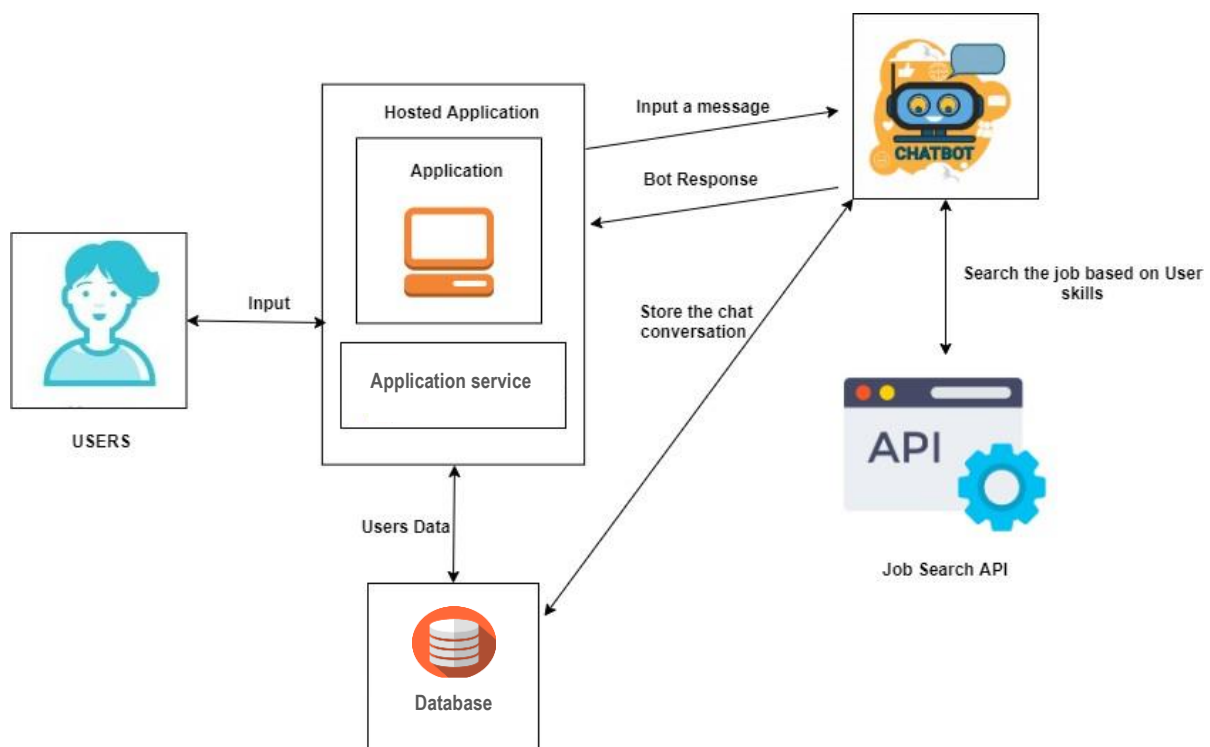 Hosted Application
Application
Application service
Input a message
Bot Response
CHATBOT
Input
USERS
Store the chat
conversation
Search the job based on User
skills
API
Job Search API
Users Data
Database